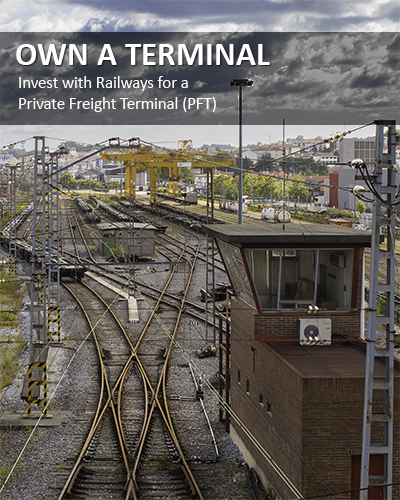 OWN A TERMINAL
Invest with Railways for a
Private Freight Terminal (PFT)